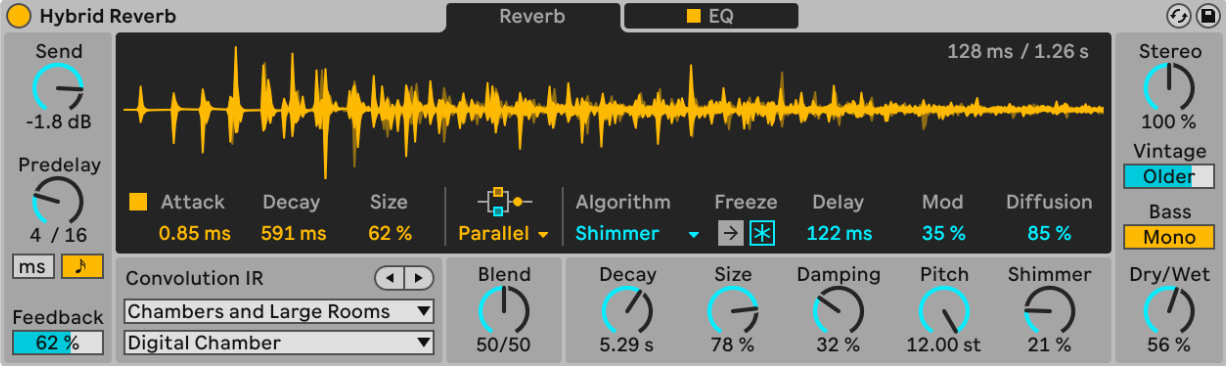 Hybrid Reverb
Reverb
EQ
Send
-1.8 dB
Predelay
4 / 16
ms
Feedback
62 %
128 ms / 1.26 s
Attack Decay Size
0.85 ms 591 ms 62 %
Parallel
Algorithm Freeze Delay Mod Diffusion
Shimmer 122 ms 35 % 85 %
Convolution IR
Chambers and Large Rooms
Digital Chamber
Blend
50/50
Decay Size Damping Pitch Shimmer
5.29 s 78 % 32 % 12.00 st 21 %
Stereo
100 %
Vintage
Older
Bass
Mono
Dry/Wet
56 %